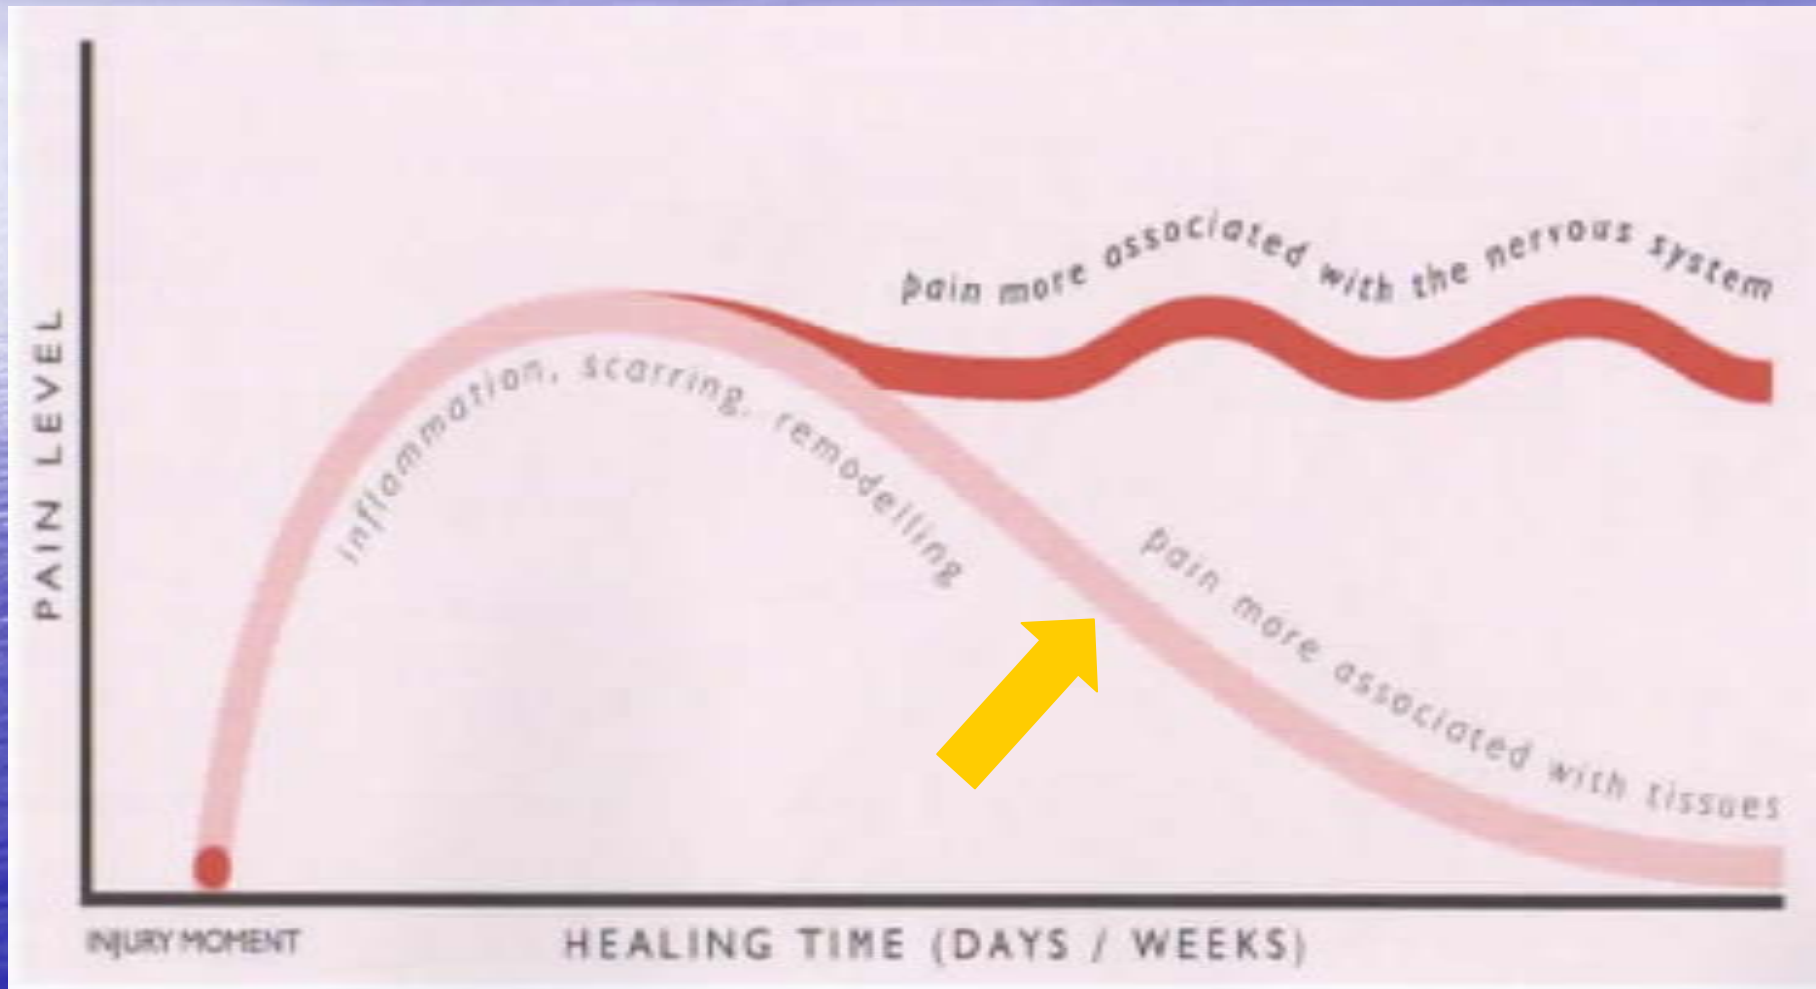 PAIN LEVEL
pain more associated with the nervous system
inflammation, scarring, remodelling
pain more associated with tissues
INJURY MOMENT
HEALING TIME (DAYS / WEEKS)